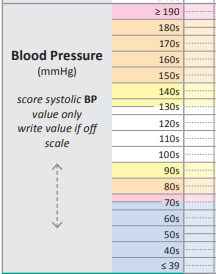 ≥ 190
180s
170s
160s
Blood Pressure
(mmHg)
150s
140s
score systolic BP
130s
value only
120s
write value if off
110s
scale
100s
90s
80s
70s
60s
50s
40s
≤ 39